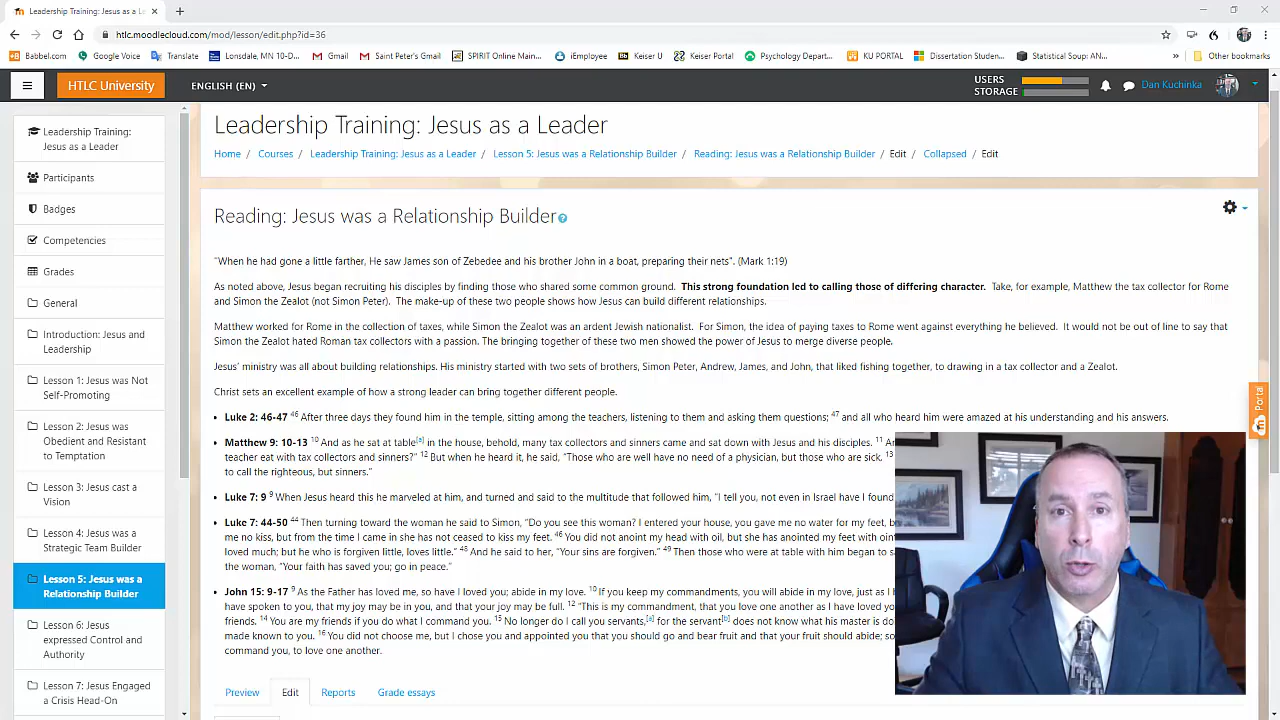 Leadership Training: Jesus as a L
htlc.moodlecloud.com/mod/lesson/edit.php?id=36
Babbel.com Google Voice Translate Lonsdale, MN 10-D... Gmail Saint Peter's Gmail SPIRIT Online Man... iEmployee Keiser U Keiser Portal Psychology Depart... KU PORTAL Dissertation Studen... Statistical Soup: AN... » Other bookmarks
HTLC University ENGLISH (EN) USERS STORAGE Dan Kuchinka
Leadership Training: Jesus as a Leader
Participants
Badges
Competencies
Grades
General
Introduction: Jesus and Leadership
Lesson 1: Jesus was Not Self-Promoting
Lesson 2: Jesus was Obedient and Resistant to Temptation
Lesson 3: Jesus cast a Vision
Lesson 4: Jesus was a Strategic Team Builder
Lesson 5: Jesus was a Relationship Builder
Lesson 6: Jesus expressed Control and Authority
Lesson 7: Jesus Engaged a Crisis Head-On
Leadership Training: Jesus as a Leader
Home / Courses / Leadership Training: Jesus as a Leader / Lesson 5: Jesus was a Relationship Builder / Reading: Jesus was a Relationship Builder / Edit / Collapsed / Edit
Reading: Jesus was a Relationship Builder
"When he had gone a little farther, He saw James son of Zebedee and his brother John in a boat, preparing their nets". (Mark 1:19)
As noted above, Jesus began recruiting his disciples by finding those who shared some common ground. This strong foundation led to calling those of differing character. Take, for example, Matthew the tax collector for Rome
and Simon the Zealot (not Simon Peter). The make-up of these two people shows how Jesus can build different relationships.
Matthew worked for Rome in the collection of taxes, while Simon the Zealot was an ardent Jewish nationalist. For Simon, the idea of paying taxes to Rome went against everything he believed. It would not be out of line to say that
Simon the Zealot hated Roman tax collectors with a passion. The bringing together of these two men showed the power of Jesus to merge diverse people.
Jesus' ministry was all about building relationships. His ministry started with two sets of brothers, Simon Peter, Andrew, James, and John, that liked fishing together, to drawing in a tax collector and a Zealot.
Christ sets an excellent example of how a strong leader can bring together different people.
• Luke 2: 46-47 46 After three days they found him in the temple, sitting among the teachers, listening to them and asking them questions; 47 and all who heard him were amazed at his understanding and his answers.
• Matthew 9: 10-13 10 And as he sat at table[a] in the house, behold, many tax collectors and sinners came and sat down with Jesus and his disciples. 11 A
teacher eat with tax collectors and sinners?" 12 But when he heard it, he said, "Those who are well have no need of a physician, but those who are sick. 13
to call the righteous, but sinners."
• Luke 7: 9 9 When Jesus heard this he marveled at him, and turned and said to the multitude that followed him, "I tell you, not even in Israel have I foun
• Luke 7: 44-50 44 Then turning toward the woman he said to Simon, "Do you see this woman? I entered your house, you gave me no water for my feet, b
me no kiss, but from the time I came in she has not ceased to kiss my feet. 46 You did not anoint my head with oil, but she has anointed my feet with oint
loved much; but he who is forgiven little, loves little." 48 And he said to her, "Your sins are forgiven." 49 Then those who were at table with him began to s
the woman, "Your faith has saved you; go in peace."
• John 15: 9-17 9 As the Father has loved me, so have I loved you; abide in my love. 10 If you keep my commandments, you will abide in my love, just as I h
have spoken to you, that my joy may be in you, and that your joy may be full. 12 "This is my commandment, that you love one another as I have loved yo
friends. 14 You are my friends if you do what I command you. 15 No longer do I call you servants,[a] for the servant[b] does not know what his master is do
made known to you. 16 You did not choose me, but I chose you and appointed you that you should go and bear fruit and that your fruit should abide; so
command you, to love one another.
Preview Edit Reports Grade essays
Portal